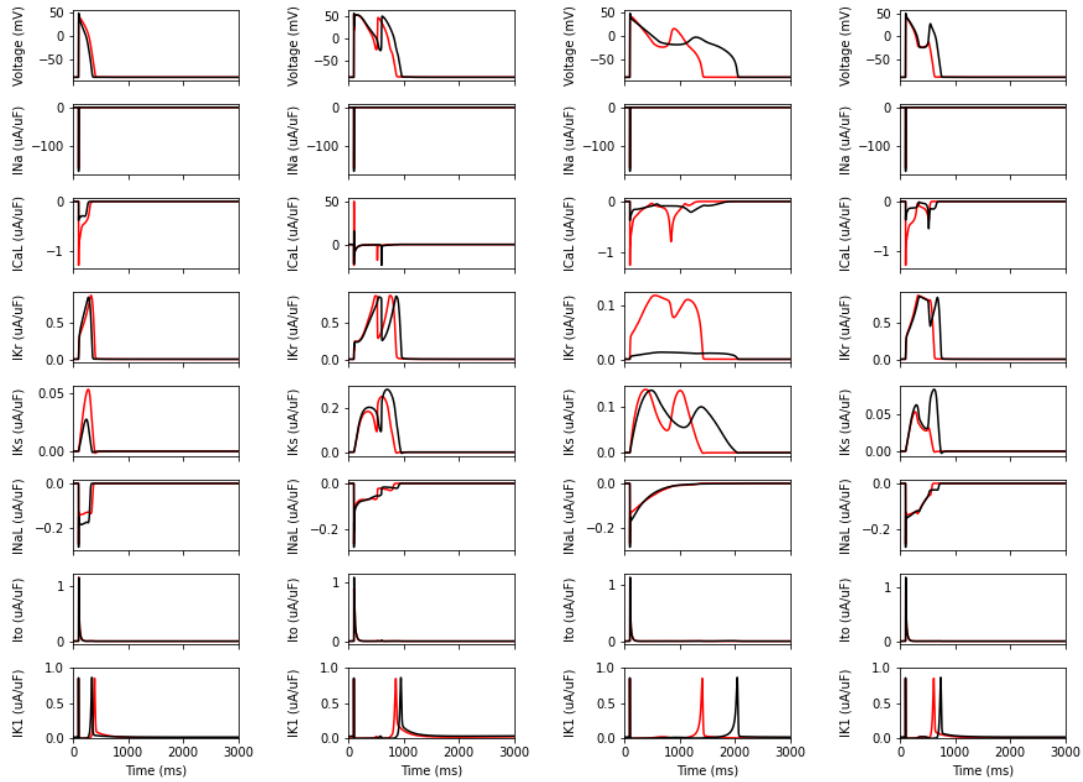 Voltage (mV) 50 0 −50
Voltage (mV) 50 0 −50
Voltage (mV) 50 0 −50
Voltage (mV) 50 0 −50
INa (uA/uF) 0 −100
INa (uA/uF) 0 −100
INa (uA/uF) 0 −100
INa (uA/uF) 0 −100
ICaL (uA/uF) 0 −1
ICaL (uA/uF) 50 0
ICaL (uA/uF) 0 −1
ICaL (uA/uF) 0 −1
IKr (uA/uF) 0.5 0.0
IKr (uA/uF) 0.5 0.0
IKr (uA/uF) 0.1 0.0
IKr (uA/uF) 0.5 0.0
IKs (uA/uF) 0.05 0.00
IKs (uA/uF) 0.2 0.0
IKs (uA/uF) 0.1 0.0
IKs (uA/uF) 0.05 0.00
INaL (uA/uF) 0.0 −0.2
INaL (uA/uF) 0.0 −0.2
INaL (uA/uF) 0.0 −0.2
INaL (uA/uF) 0.0 −0.2
Ito (uA/uF) 1 0
Ito (uA/uF) 1 0
Ito (uA/uF) 1 0
Ito (uA/uF) 1 0
IK1 (uA/uF) 1.0 0.5 0.0
IK1 (uA/uF) 1.0 0.5 0.0
IK1 (uA/uF) 1.0 0.5 0.0
IK1 (uA/uF) 1.0 0.5 0.0
0 1000 2000 3000
0 1000 2000 3000
0 1000 2000 3000
0 1000 2000 3000
Time (ms)
Time (ms)
Time (ms)
Time (ms)